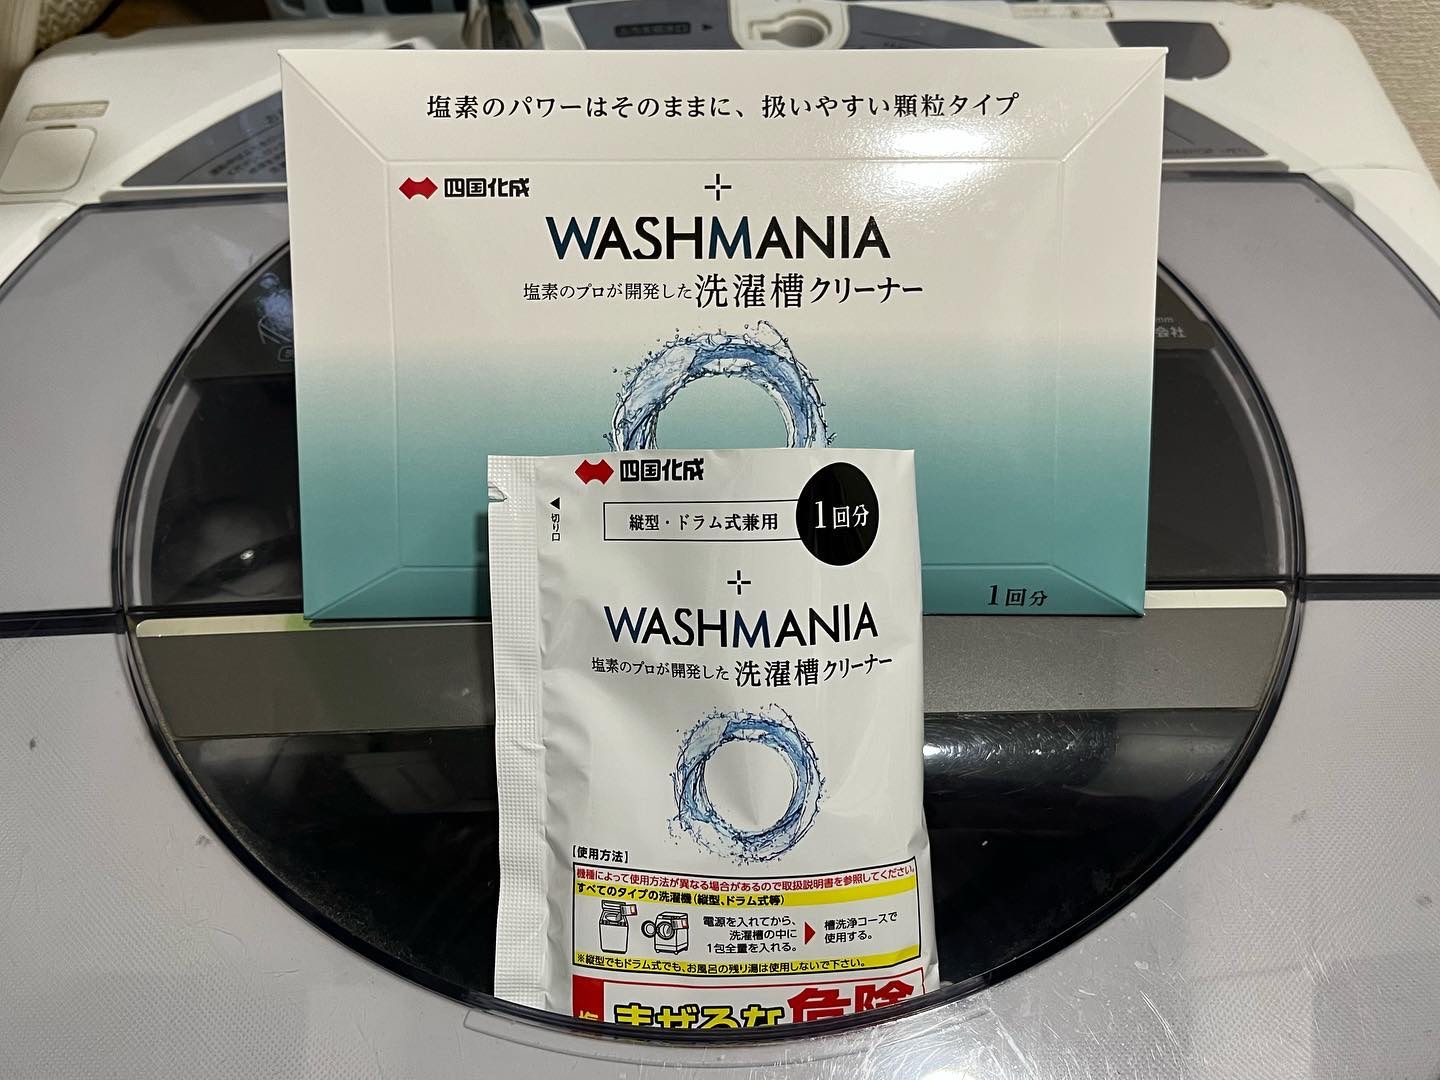 塩素のパワーはそのままに、扱いやすい顆粒タイプ
四国化成
WASHMANIA
塩素のプロが開発した洗濯槽クリーナー
1回分
四国化成
切り口
縦型・ドラム式兼用
1回分
WASHMANIA
塩素のプロが開発した洗濯槽クリーナー
【使用方法】
機種によって使用方法が異なる場合があるので取扱説明書を参照してください。
すべてのタイプの洗濯機(縦型、ドラム式等)
電源を入れてから、
洗濯槽の中に
1包全量を入れる。
槽洗浄コースで
使用する。
※縦型でもドラム式でも、お風呂の残り湯は使用しないで下さい。
まぜるな危険
会社